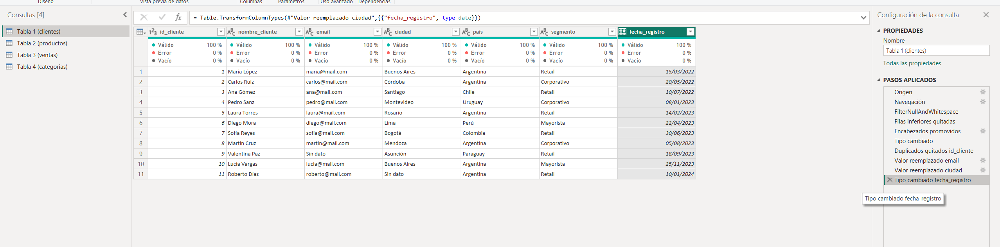 Diseño
Vista previa de datos
Columnas
Parámetros
Uso avanzado
Dependencias
Consultas [4]
Tabla 1 (clientes)
Tabla 2 (productos)
Tabla 3 (ventas)
Tabla 4 (categorias)
fx
= Table.TransformColumnTypes(#"Valor reemplazado ciudad",{{"fecha_registro", type date}})
1²3 id_cliente ABC nombre_cliente ABC email ABC ciudad ABC pais ABC segmento fecha_registro
Válido 100 % Válido 100 % Válido 100 % Válido 100 % Válido 100 % Válido 100 % Válido 100 %
Error 0 % Error 0 % Error 0 % Error 0 % Error 0 % Error 0 % Error 0 %
Vacío 0 % Vacío 0 % Vacío 0 % Vacío 0 % Vacío 0 % Vacío 0 % Vacío 0 %
1 1 María López maria@mail.com Buenos Aires Argentina Retail 15/03/2022
2 2 Carlos Ruiz carlos@mail.com Córdoba Argentina Corporativo 20/05/2022
3 3 Ana Gómez ana@mail.com Santiago Chile Retail 10/07/2022
4 4 Pedro Sanz pedro@mail.com Montevideo Uruguay Corporativo 08/01/2023
5 5 Laura Torres laura@mail.com Rosario Argentina Retail 14/02/2023
6 6 Diego Mora diego@mail.com Lima Perú Mayorista 22/04/2023
7 7 Sofía Reyes sofia@mail.com Bogotá Colombia Retail 30/06/2023
8 8 Martín Cruz martin@mail.com Mendoza Argentina Corporativo 05/08/2023
9 9 Valentina Paz Sin dato Asunción Paraguay Retail 18/09/2023
10 10 Lucía Vargas lucia@mail.com Buenos Aires Argentina Mayorista 25/11/2023
11 11 Roberto Díaz roberto@mail.com Sin dato Argentina Retail 10/01/2024
Configuración de la consulta
PROPIEDADES
Nombre
Tabla 1 (clientes)
Todas las propiedades
PASOS APLICADOS
Origen
Navegación
FilterNullAndWhitespace
Filas inferiores quitadas
Encabezados promovidos
Tipo cambiado
Duplicados quitados id_cliente
Valor reemplazado email
Valor reemplazado ciudad
Tipo cambiado fecha_registro
Tipo cambiado fecha_registro